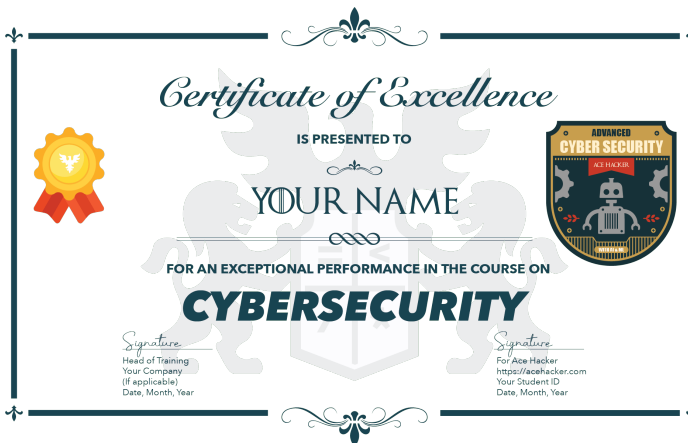 Certificate of Excellence
IS PRESENTED TO
YOUR NAME
FOR AN EXCEPTIONAL PERFORMANCE IN THE COURSE ON
CYBERSECURITY
ADVANCED
CYBER SECURITY
ACE HACKER
Signature
Head of Training
Your Company
(If applicable)
Date, Month, Year
Signature
For Ace Hacker
https://acehacker.com
Your Student ID
Date, Month, Year